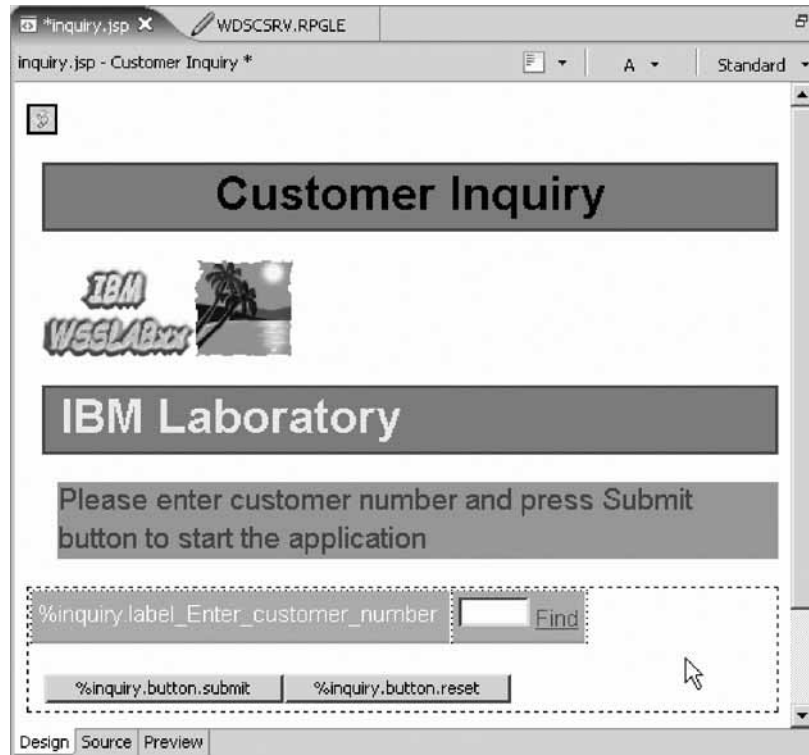 *inquiry.jsp WDSCSRV.RPGLE
inquiry.jsp - Customer Inquiry * A Standard
Customer Inquiry
IBM
WSSLABxx
IBM Laboratory
Please enter customer number and press Submit
button to start the application
%inquiry.label_Enter_customer_number Find
%inquiry.button.submit %inquiry.button.reset
Design Source Preview